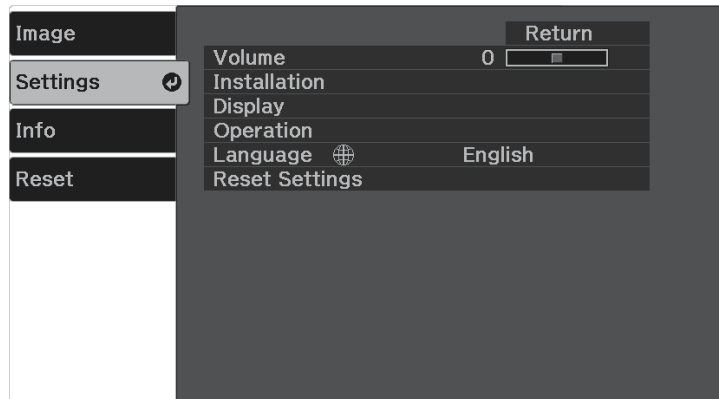 Image
Settings
Info
Reset
Return
Volume 0
Installation
Display
Operation
Language English
Reset Settings